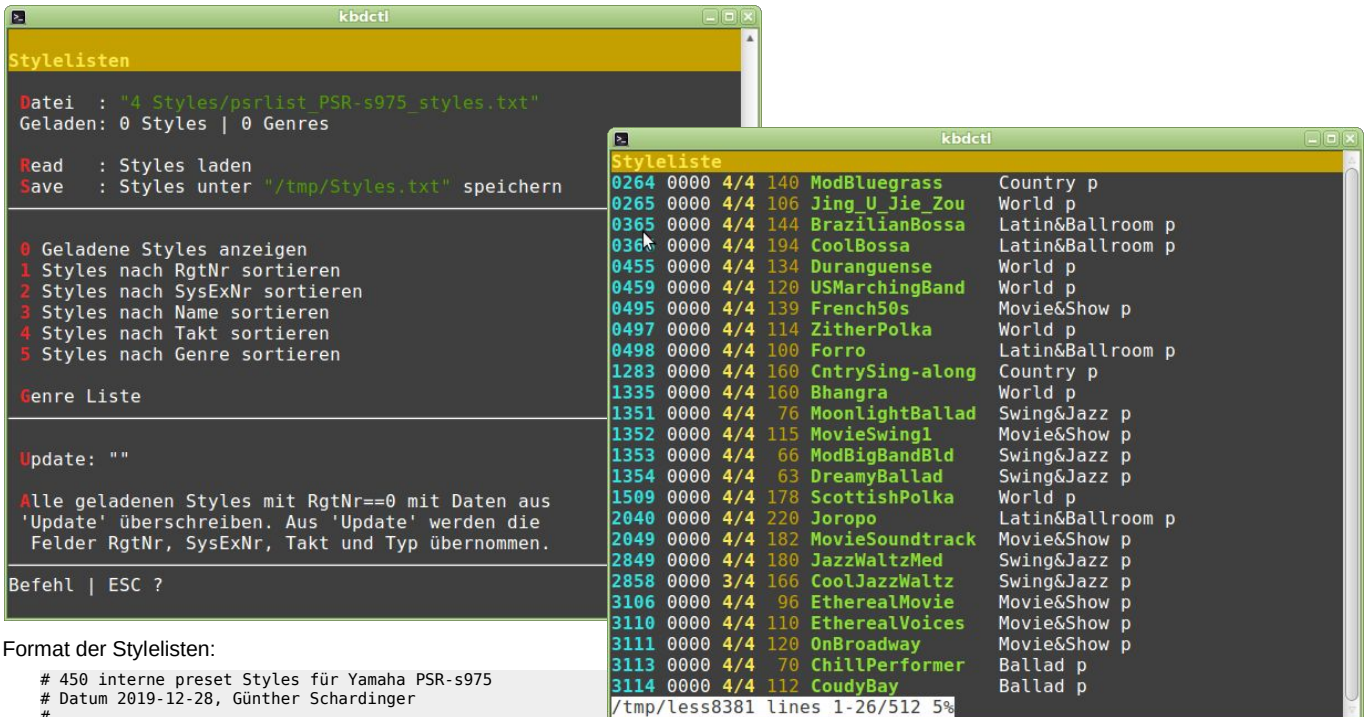 kbdctl
Stylelisten
Datei  : "4 Styles/psrlist_PSR-s975_styles.txt"
Geladen: 0 Styles | 0 Genres
Read   : Styles laden
Save   : Styles unter "/tmp/Styles.txt" speichern
0 Geladene Styles anzeigen
1 Styles nach RgtNr sortieren
2 Styles nach SysExNr sortieren
3 Styles nach Name sortieren
4 Styles nach Takt sortieren
5 Styles nach Genre sortieren
Genre Liste
Update: ""
Alle geladenen Styles mit RgtNr==0 mit Daten aus
'Update' überschreiben. Aus 'Update' werden die
Felder RgtNr, SysExNr, Takt und Typ übernommen.
Befehl | ESC ?
kbdctl
Styleliste
0264 0000 4/4 140 ModBluegrass Country p
0265 0000 4/4 106 Jing_U_Jie_Zou World p
0365 0000 4/4 144 BrazilianBossa Latin&Ballroom p
0000 4/4 194 CoolBossa Latin&Ballroom p
0455 0000 4/4 134 Duranguense World p
0459 0000 4/4 120 USMarchingBand World p
0495 0000 4/4 139 French50s Movie&Show p
0497 0000 4/4 114 ZitherPolka World p
0498 0000 4/4 100 Forro Latin&Ballroom p
1283 0000 4/4 160 CntrySing-along Country p
1335 0000 4/4 160 Bhangra World p
1351 0000 4/4 76 MoonlightBallad Swing&Jazz p
1352 0000 4/4 115 MovieSwing1 Movie&Show p
1353 0000 4/4 66 ModBigBandBld Swing&Jazz p
1354 0000 4/4 63 DreamyBallad Swing&Jazz p
1509 0000 4/4 178 ScottishPolka World p
2040 0000 4/4 220 Joropo Latin&Ballroom p
2049 0000 4/4 182 MovieSoundtrack Movie&Show p
2849 0000 4/4 180 JazzWaltzMed Swing&Jazz p
2858 0000 3/4 166 CoolJazzWaltz Swing&Jazz p
3106 0000 4/4 96 EtherealMovie Movie&Show p
3110 0000 4/4 110 EtherealVoices Movie&Show p
3111 0000 4/4 120 OnBroadway Movie&Show p
3113 0000 4/4 70 ChillPerformer Ballad p
3114 0000 4/4 112 CoudyBay Ballad p
/tmp/less8381 lines 1-26/512 5%
Format der Stylelisten:
# 450 interne preset Styles für Yamaha PSR-s975
# Datum 2019-12-28, Günther Schardinger
#